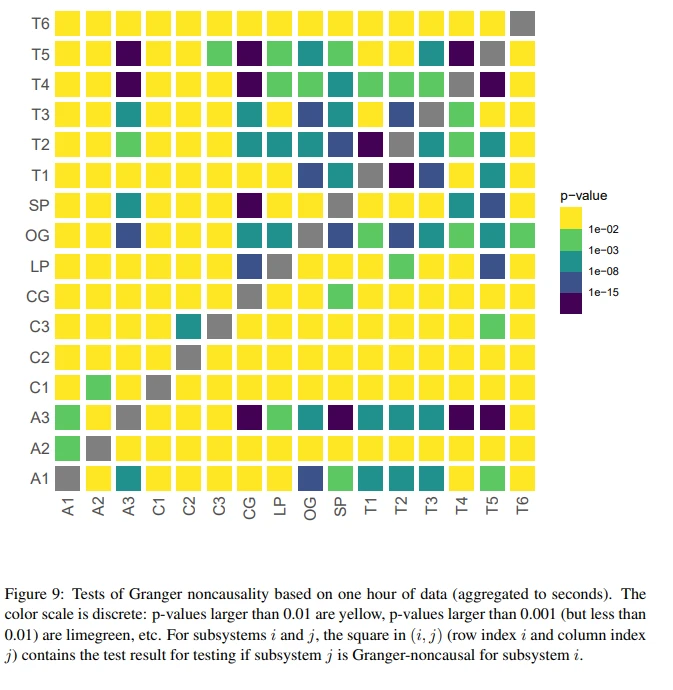 T6
T5
T4
T3
T2
T1
SP
OG
LP
CG
C3
C2
C1
A3
A2
A1
A1 A2 A3 C1 C2 C3 CG LP OG SP T1 T2 T3 T4 T5 T6
p−value
1e−02
1e−03
1e−08
1e−15
Figure 9: Tests of Granger noncausality based on one hour of data (aggregated to seconds). The
color scale is discrete: p-values larger than 0.01 are yellow, p-values larger than 0.001 (but less than
0.01) are limegreen, etc. For subsystems i and j, the square in (i, j) (row index i and column index
j) contains the test result for testing if subsystem j is Granger-noncausal for subsystem i.